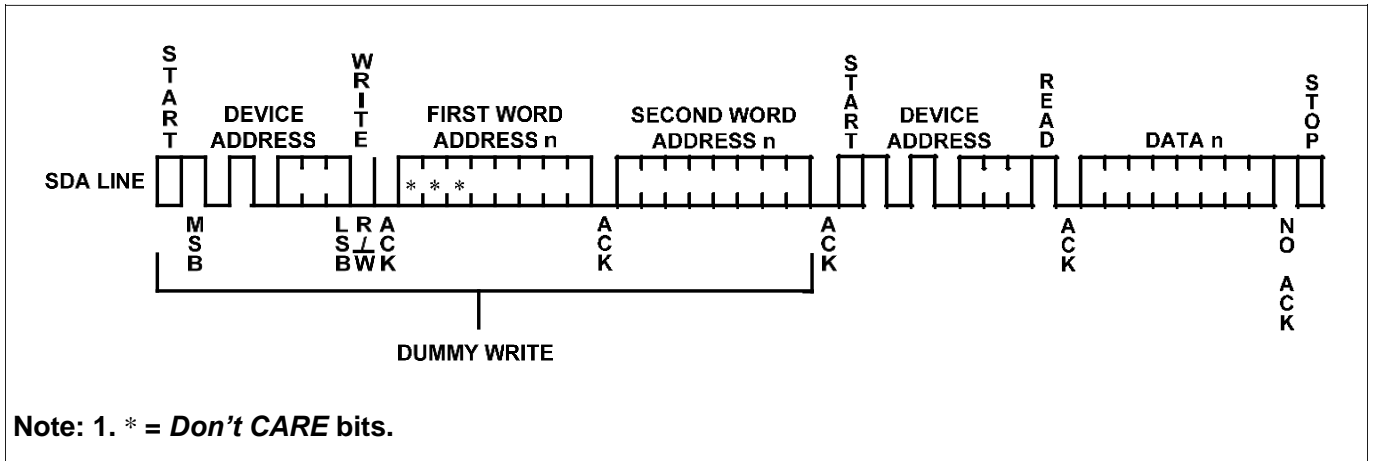 START
WRITE
START
READ
STOP
DEVICE
ADDRESS
FIRST WORD
ADDRESS n
SECOND WORD
ADDRESS n
DEVICE
ADDRESS
DATA n
SDA LINE
* * *
MSB
LSB
R/W
ACK
ACK
ACK
ACK
NO ACK
DUMMY WRITE
Note: 1. * = Don't CARE bits.